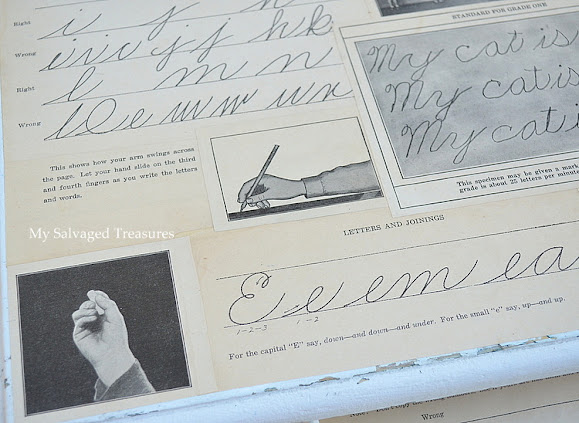 Right
i j h
Wrong
i v i v j j h k
Right
l m n
Wrong
STANDARD FOR GRADE ONE
My cat is
My cat is
My cat i
This specimen may be given a mark
grade is about 25 letters per minute
This shows how your arm swings across
the page. Let your hand slide on the third
and fourth fingers as you write the letters
and words.
My Salvaged Treasures
LETTERS AND JOININGS
E e em ea
1-2-3 1-2
For the capital "E" say, down—and down—and under. For the small "e" say, up—and up.
Wrong